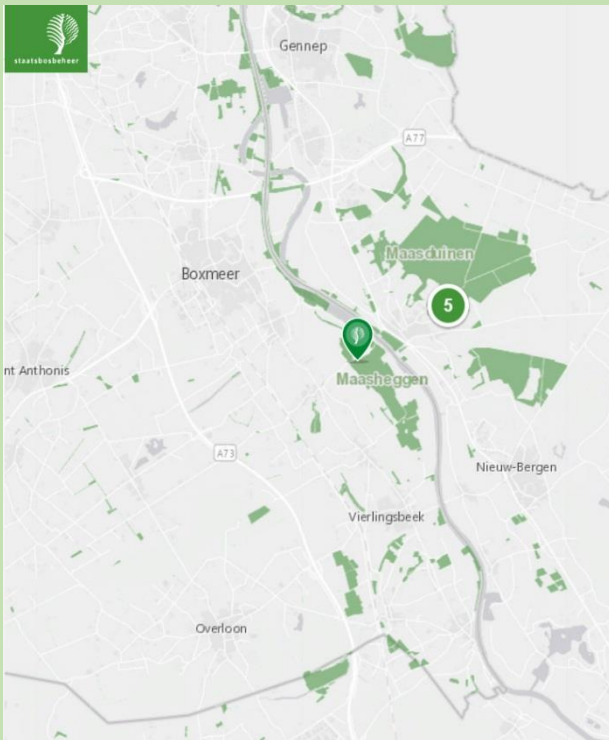 staatsbosbeheer
Gennep
A77
Maasduinen
Boxmeer
5
nt Anthonis
Maasheggen
A73
Nieuw-Bergen
Vierlingsbeek
Overloon